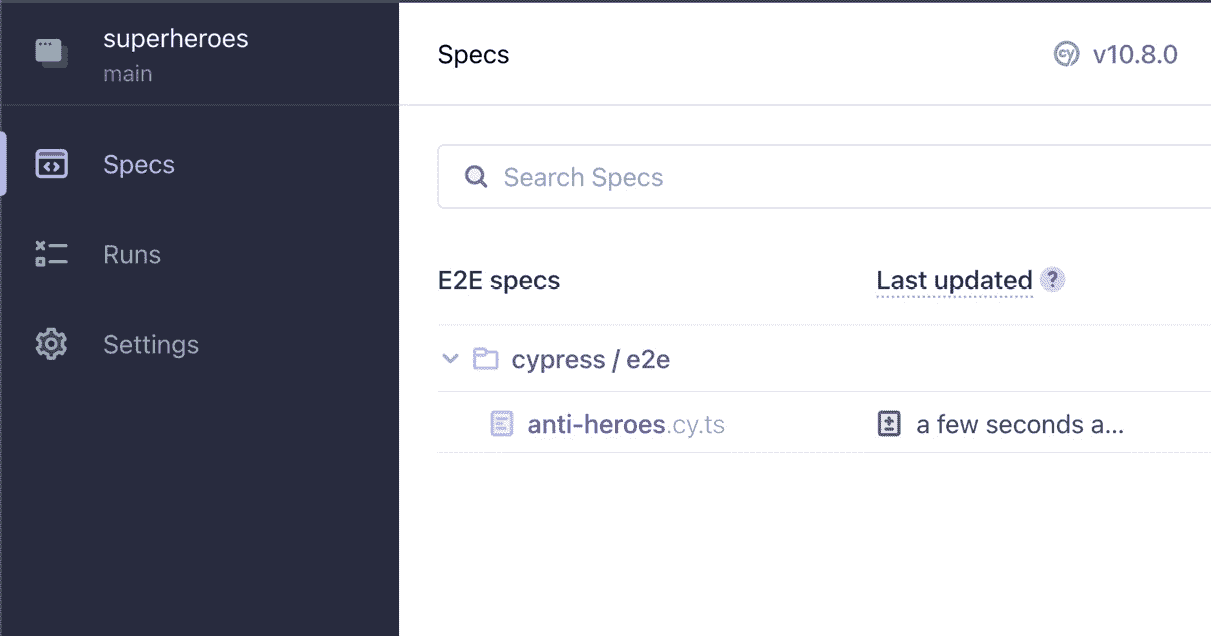 superheroes
main
Specs
Runs
Settings
Specs
cy v10.8.0
Search Specs
E2E specs
Last updated ?
cypress / e2e
anti-heroes.cy.ts
a few seconds a...